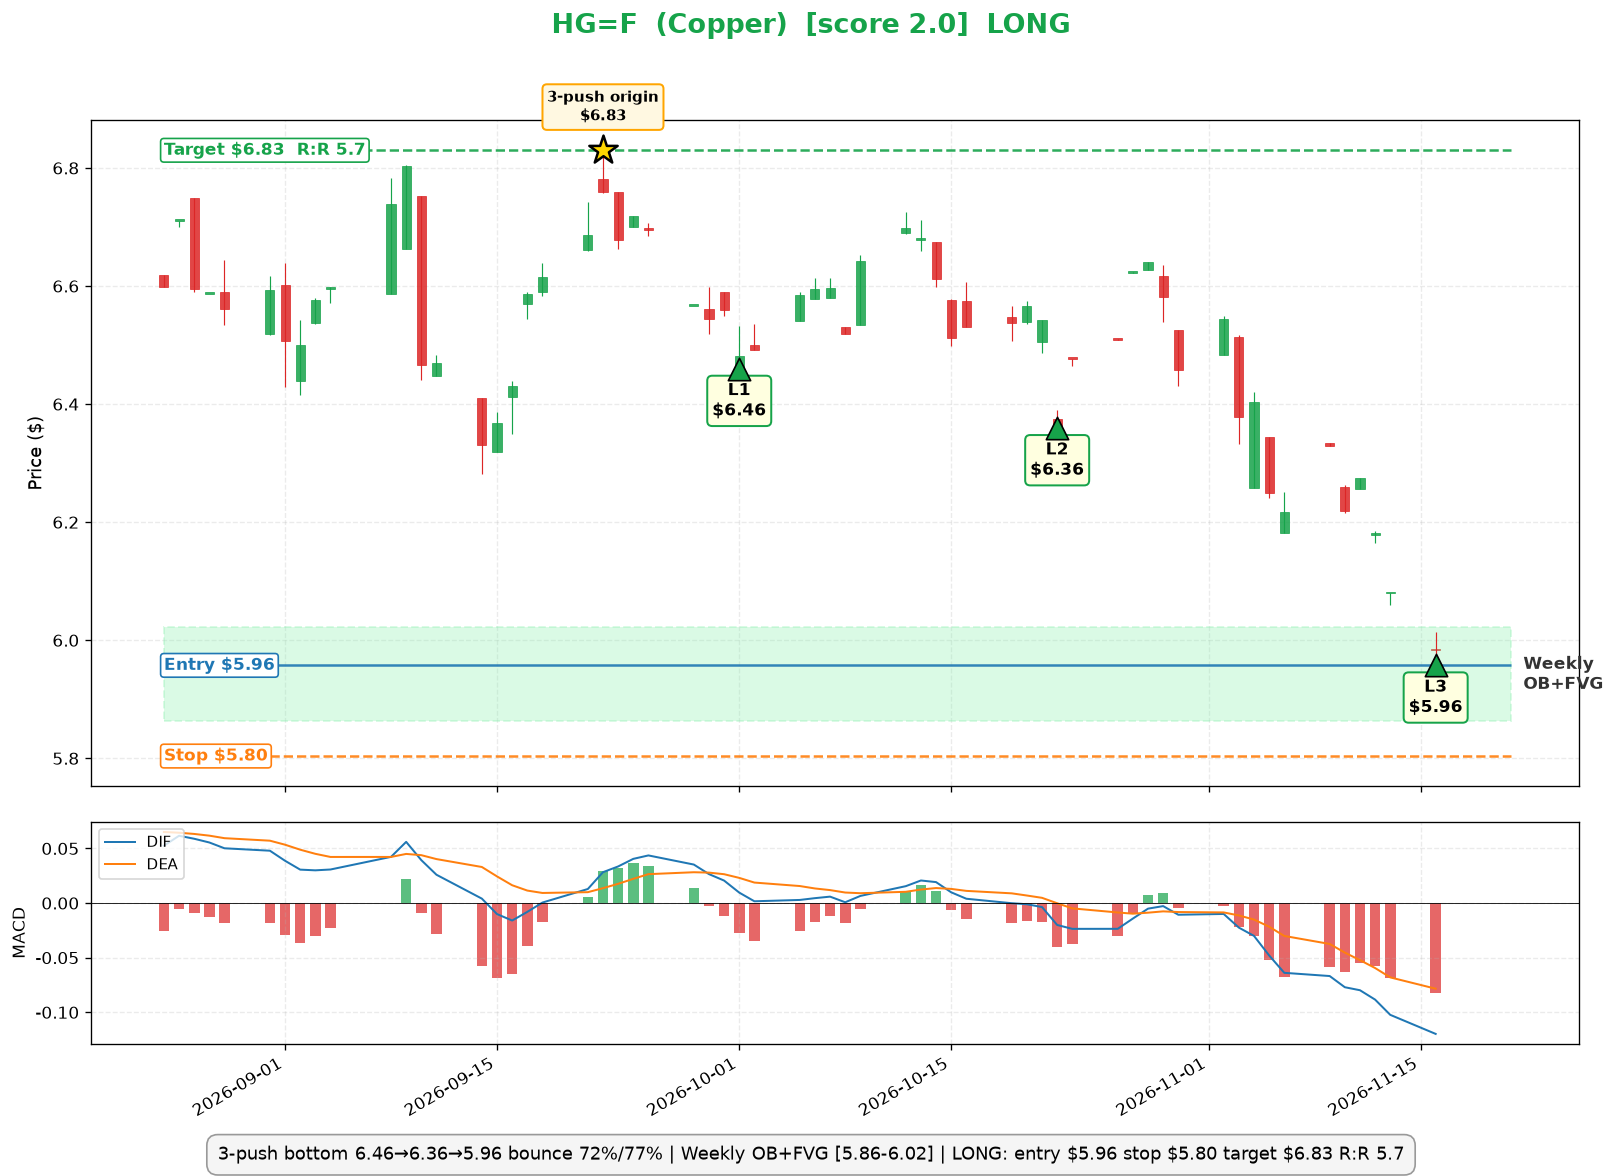 HG=F (Copper) [score 2.0] LONG
3-push origin
$6.83
Target $6.83 R:R 5.7
6.8
6.6
6.4
6.2
6.0
5.8
Price ($)
L1
$6.46
L2
$6.36
Entry $5.96
Weekly
OB+FVG
L3
$5.96
Stop $5.80
DIF
DEA
0.05
0.00
-0.05
-0.10
MACD
2026-09-01
2026-09-15
2026-10-01
2026-10-15
2026-11-01
2026-11-15
3-push bottom 6.46→6.36→5.96 bounce 72%/77% | Weekly OB+FVG [5.86-6.02] | LONG: entry $5.96 stop $5.80 target $6.83 R:R 5.7